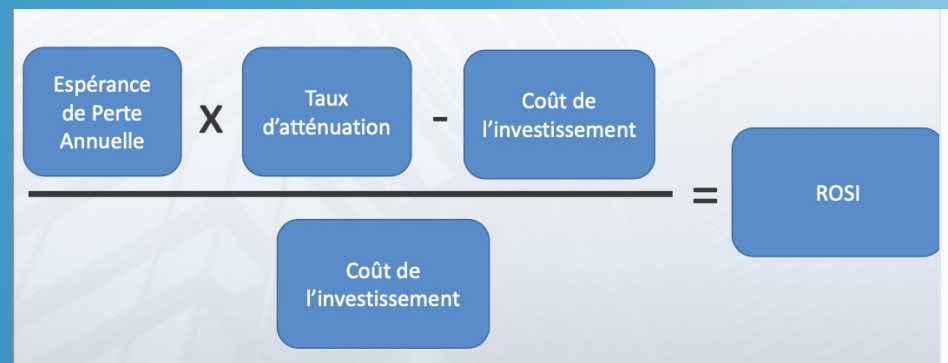 Espérance
de Perte
Annuelle
X
Taux
d'atténuation
-
Coût de
l'investissement
=
ROSI
Coût de
l'investissement